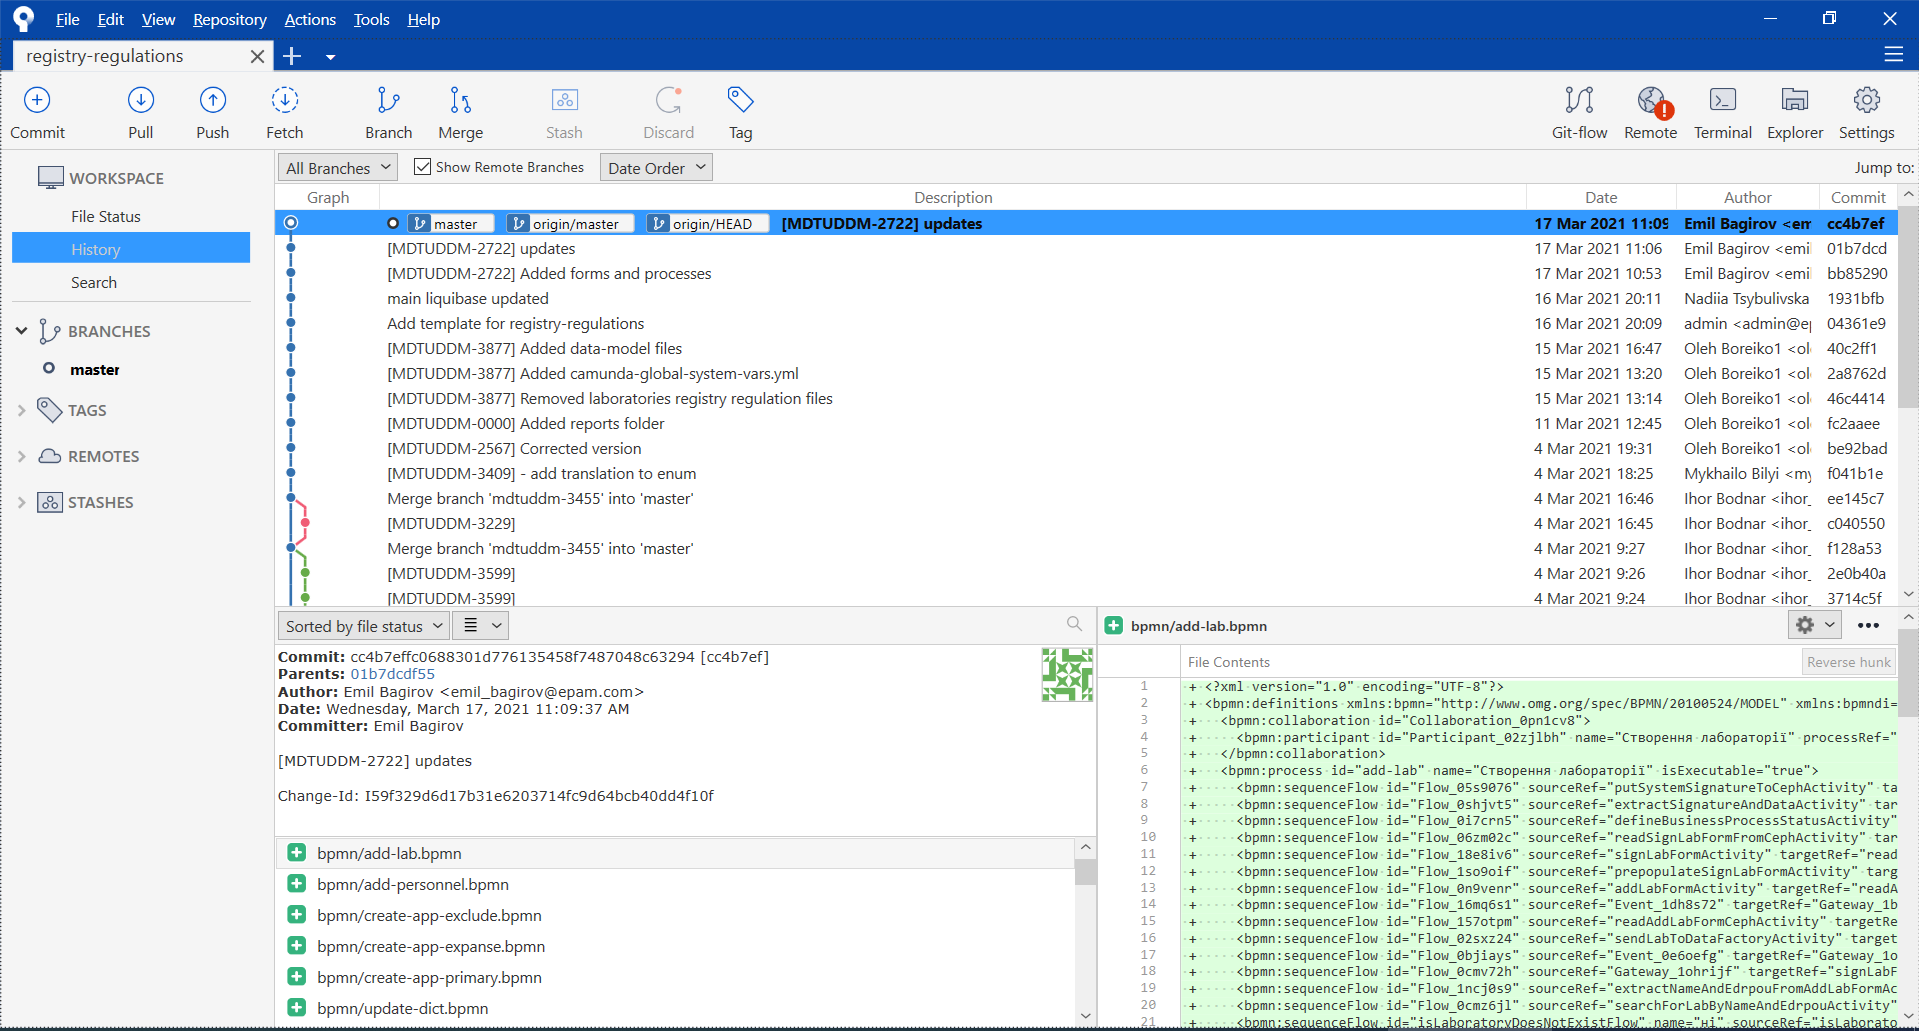 File Edit View Repository Actions Tools Help
registry-regulations
Commit Pull Push Fetch Branch Merge Stash Discard Tag Git-flow Remote Terminal Explorer Settings
WORKSPACE
File Status
History
Search
BRANCHES
master
TAGS
REMOTES
STASHES
All Branches Show Remote Branches Date Order Jump to:
Graph Description Date Author Commit
master origin/master origin/HEAD [MDTUDDM-2722] updates 17 Mar 2021 11:09 Emil Bagirov <em cc4b7ef
[MDTUDDM-2722] updates 17 Mar 2021 11:06 Emil Bagirov <emi 01b7dcd
[MDTUDDM-2722] Added forms and processes 17 Mar 2021 10:53 Emil Bagirov <emi bb85290
main liquibase updated 16 Mar 2021 20:11 Nadiia Tsybulivska 1931bfb
Add template for registry-regulations 16 Mar 2021 20:09 admin <admin@ep 04361e9
[MDTUDDM-3877] Added data-model files 15 Mar 2021 16:47 Oleh Boreiko1 <ol 40c2ff1
[MDTUDDM-3877] Added camunda-global-system-vars.yml 15 Mar 2021 13:20 Oleh Boreiko1 <ol 2a8762d
[MDTUDDM-3877] Removed laboratories registry regulation files 15 Mar 2021 13:14 Oleh Boreiko1 <ol 46c4414
[MDTUDDM-0000] Added reports folder 11 Mar 2021 12:45 Oleh Boreiko1 <ol fc2aaee
[MDTUDDM-2567] Corrected version 4 Mar 2021 19:31 Oleh Boreiko1 <ol be92bad
[MDTUDDM-3409] - add translation to enum 4 Mar 2021 18:25 Mykhailo Bilyi <my f041b1e
Merge branch 'mdtuddm-3455' into 'master' 4 Mar 2021 16:46 Ihor Bodnar <ihor_ ee145c7
[MDTUDDM-3229] 4 Mar 2021 16:45 Ihor Bodnar <ihor_ c040550
Merge branch 'mdtuddm-3455' into 'master' 4 Mar 2021 9:27 Ihor Bodnar <ihor_ f128a53
[MDTUDDM-3599] 4 Mar 2021 9:26 Ihor Bodnar <ihor_ 2e0b40a
[MDTUDDM-3599] 4 Mar 2021 9:24 Ihor Bodnar <ihor_ 3714c5f
Sorted by file status
Commit: cc4b7effc0688301d776135458f7487048c63294 [cc4b7ef]
Parents: 01b7dcdf55
Author: Emil Bagirov <emil_bagirov@epam.com>
Date: Wednesday, March 17, 2021 11:09:37 AM
Committer: Emil Bagirov
[MDTUDDM-2722] updates
Change-Id: I59f329d6d17b31e6203714fc9d64bcb40dd4f10f
bpmn/add-lab.bpmn
bpmn/add-personnel.bpmn
bpmn/create-app-exclude.bpmn
bpmn/create-app-expanse.bpmn
bpmn/create-app-primary.bpmn
bpmn/update-dict.bpmn
bpmn/add-lab.bpmn
File Contents Reverse hunk
1 + <?xml version="1.0" encoding="UTF-8"?>
2 + <bpmn:definitions xmlns:bpmn="http://www.omg.org/spec/BPMN/20100524/MODEL" xmlns:bpmndi=
3 + <bpmn:collaboration id="Collaboration_0pn1cv8">
4 + <bpmn:participant id="Participant_02zjlbh" name="Створення лабораторії" processRef="
5 + </bpmn:collaboration>
6 + <bpmn:process id="add-lab" name="Створення лабораторії" isExecutable="true">
7 + <bpmn:sequenceFlow id="Flow_05s9076" sourceRef="putSystemSignatureToCephActivity" ta
8 + <bpmn:sequenceFlow id="Flow_0shjvt5" sourceRef="extractSignatureAndDataActivity" tar
9 + <bpmn:sequenceFlow id="Flow_0i7crn5" sourceRef="defineBusinessProcessStatusActivity"
10 + <bpmn:sequenceFlow id="Flow_06zm02c" sourceRef="readSignLabFormFromCephActivity" tar
11 + <bpmn:sequenceFlow id="Flow_18e8iv6" sourceRef="signLabFormActivity" targetRef="read
12 + <bpmn:sequenceFlow id="Flow_1so9oif" sourceRef="prepopulateSignLabFormActivity" targ
13 + <bpmn:sequenceFlow id="Flow_0n9venr" sourceRef="addLabFormActivity" targetRef="readA
14 + <bpmn:sequenceFlow id="Flow_16mq6s1" sourceRef="Event_1dh8s72" targetRef="Gateway_1b
15 + <bpmn:sequenceFlow id="Flow_157otpm" sourceRef="readAddLabFormCephActivity" targetRe
16 + <bpmn:sequenceFlow id="Flow_02sxz24" sourceRef="sendLabToDataFactoryActivity" target
17 + <bpmn:sequenceFlow id="Flow_0bjiays" sourceRef="Event_0e6oefg" targetRef="Gateway_1o
18 + <bpmn:sequenceFlow id="Flow_0cmv72h" sourceRef="Gateway_1ohrijf" targetRef="signLabF
19 + <bpmn:sequenceFlow id="Flow_1ncj0s9" sourceRef="extractNameAndEdrpouFromAddLabFormAc
20 + <bpmn:sequenceFlow id="Flow_0cmz6jl" sourceRef="searchForLabByNameAndEdrpouActivity"
21 + <bpmn:sequenceFlow id="isLaboratoryDoesNotExistFlow" name="ні" sourceRef="isLaborato